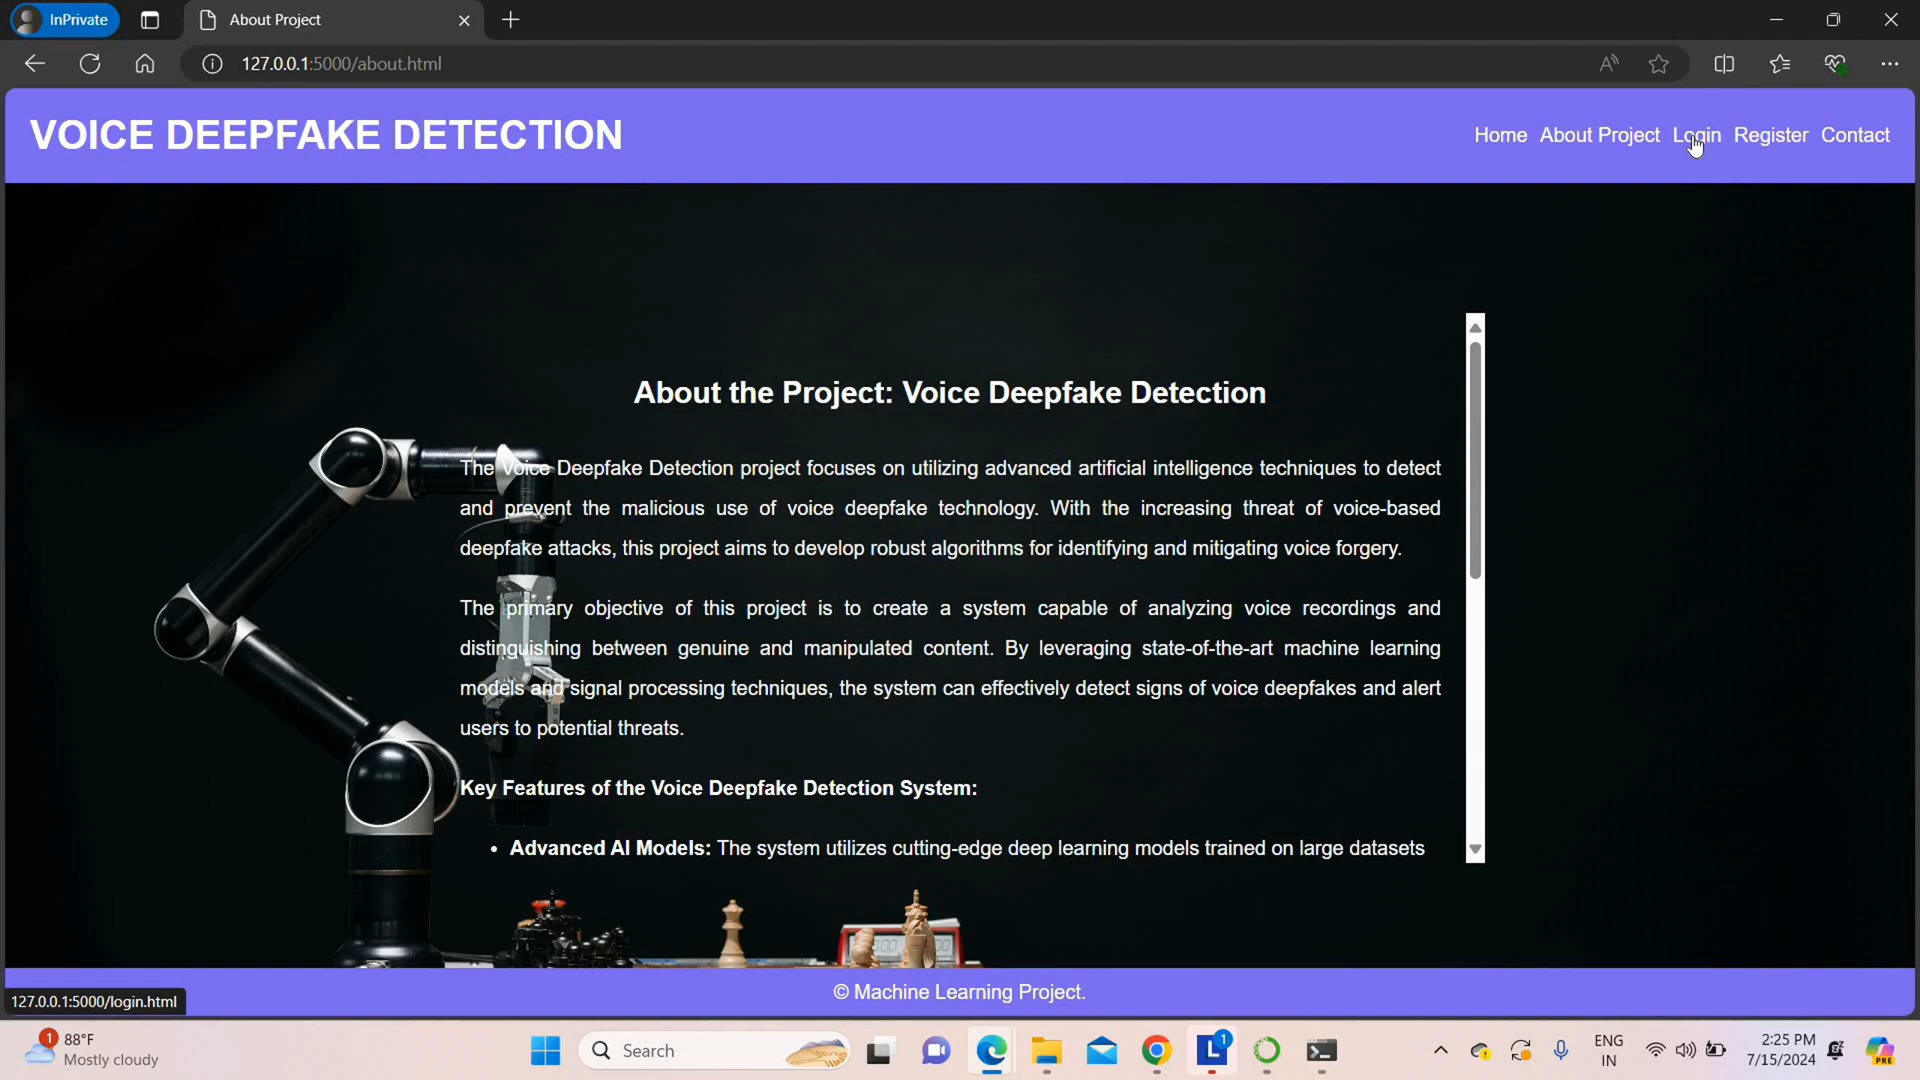 InPrivate
About Project
127.0.0.1:5000/about.html
VOICE DEEPFAKE DETECTION
Home About Project Login Register Contact
About the Project: Voice Deepfake Detection
The Voice Deepfake Detection project focuses on utilizing advanced artificial intelligence techniques to detect
and prevent the malicious use of voice deepfake technology. With the increasing threat of voice-based
deepfake attacks, this project aims to develop robust algorithms for identifying and mitigating voice forgery.
The primary objective of this project is to create a system capable of analyzing voice recordings and
distinguishing between genuine and manipulated content. By leveraging state-of-the-art machine learning
models and signal processing techniques, the system can effectively detect signs of voice deepfakes and alert
users to potential threats.
Key Features of the Voice Deepfake Detection System:
• Advanced AI Models: The system utilizes cutting-edge deep learning models trained on large datasets
© Machine Learning Project.
127.0.0.1:5000/login.html
1
88°F
Mostly cloudy
Search
L
1
ENG
IN
2:25 PM
7/15/2024
PRE